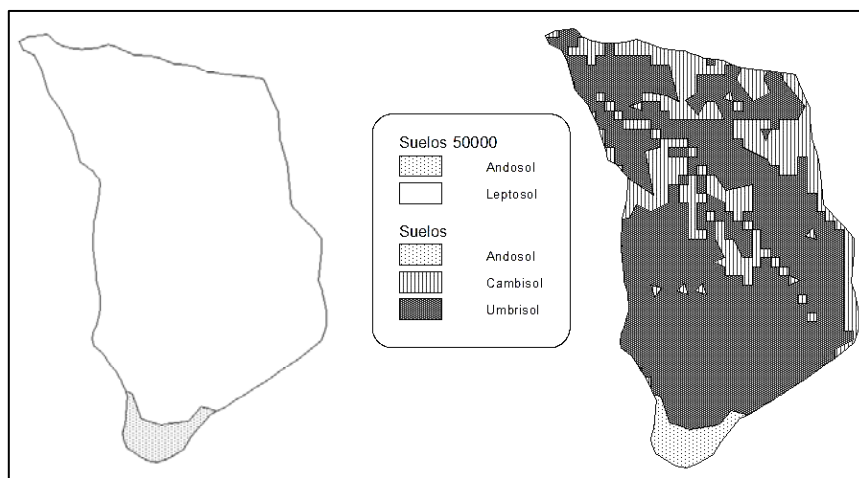 Suelos 50000
Andosol
Leptosol
Suelos
Andosol
Cambisol
Umbrisol